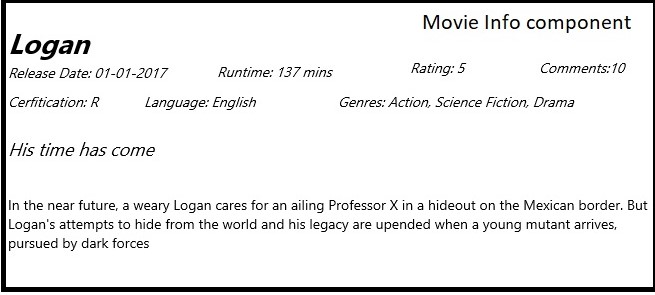 Movie Info component
Logan
Release Date: 01-01-2017 Runtime: 137 mins Rating: 5 Comments:10
Cerfitication: R Language: English Genres: Action, Science Fiction, Drama
His time has come
In the near future, a weary Logan cares for an ailing Professor X in a hideout on the Mexican border. But
Logan's attempts to hide from the world and his legacy are upended when a young mutant arrives,
pursued by dark forces